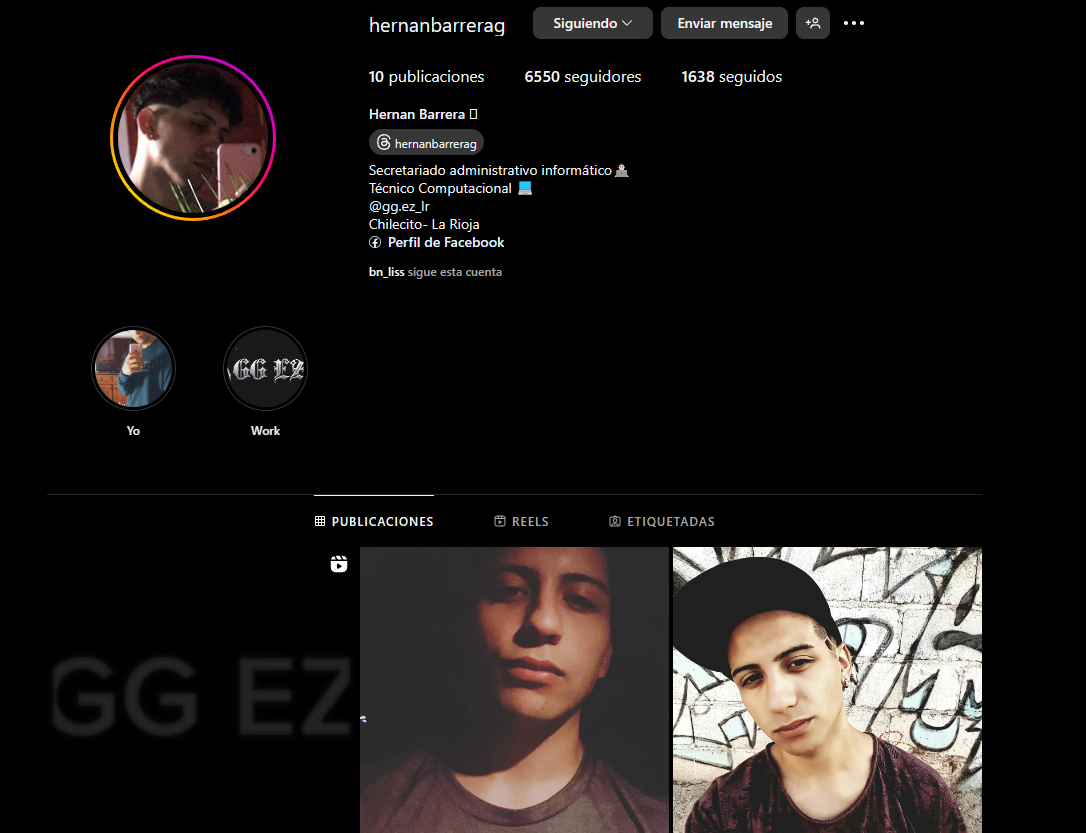 hernanbarrerag
Siguiendo
Enviar mensaje
10 publicaciones
6550 seguidores
1638 seguidos
Hernan Barrera
hernanbarrerag
Secretariado administrativo informático
Técnico Computacional
@gg.ez_lr
Chilecito- La Rioja
Perfil de Facebook
bn_liss sigue esta cuenta
GG EZ
Yo
Work
PUBLICACIONES
REELS
ETIQUETADAS
GG EZ